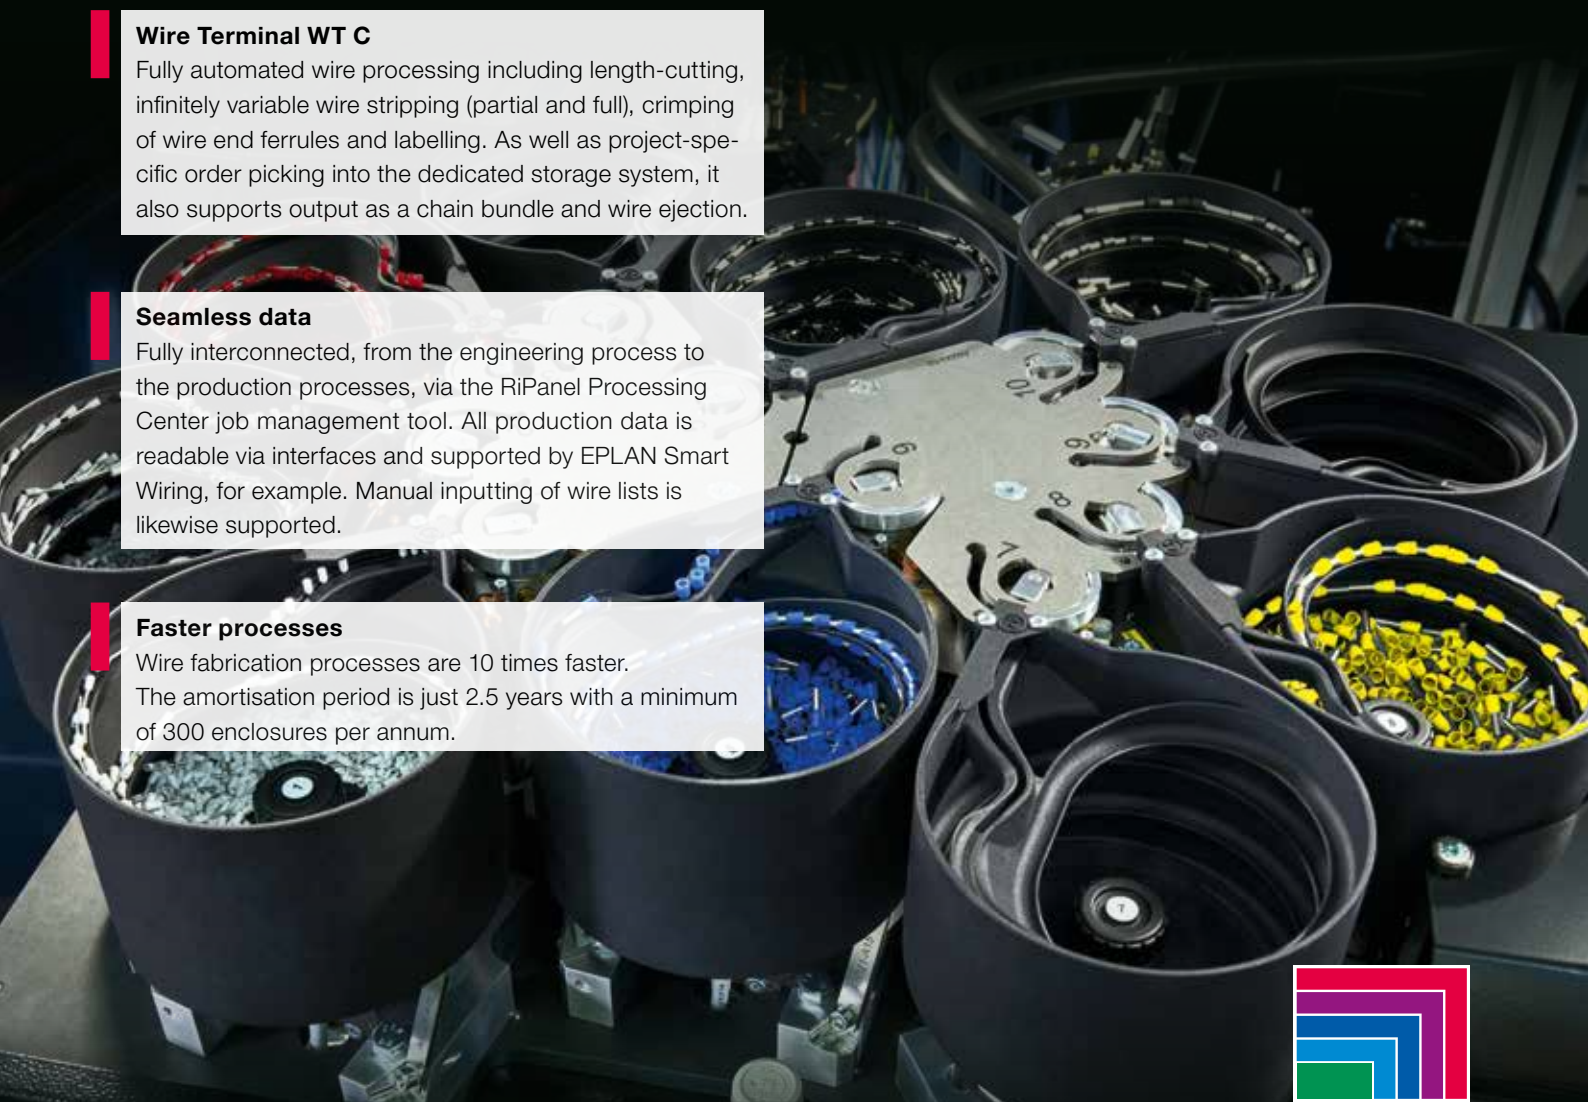 Wire Terminal WT C
Fully automated wire processing including length-cutting,
infinitely variable wire stripping (partial and full), crimping
of wire end ferrules and labelling. As well as project-spe-
cific order picking into the dedicated storage system, it
also supports output as a chain bundle and wire ejection.
Seamless data
Fully interconnected, from the engineering process to
the production processes, via the RiPanel Processing
Center job management tool. All production data is
readable via interfaces and supported by EPLAN Smart
Wiring, for example. Manual inputting of wire lists is
likewise supported.
Faster processes
Wire fabrication processes are 10 times faster.
The amortisation period is just 2.5 years with a minimum
of 300 enclosures per annum.
10
9
6
8
7
7